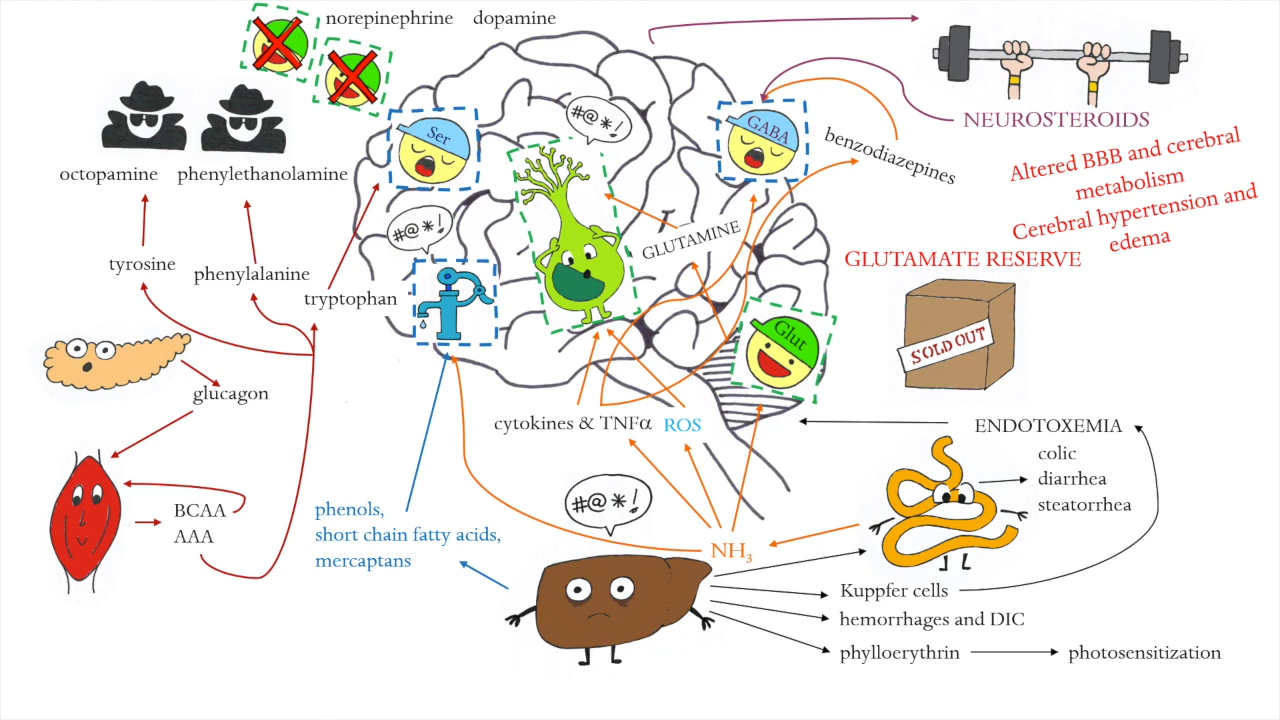 norepinephrine dopamine
#@*!
Ser
GABA
benzodiazepines
NEUROSTEROIDS
Altered BBB and cerebral
metabolism
Cerebral hypertension and
edema
octopamine phenylethanolamine
#@*!
GLUTAMINE
GLUTAMATE RESERVE
tyrosine
phenylalanine
tryptophan
Glut
SOLD OUT
glucagon
cytokines & TNFα ROS
ENDOTOXEMIA
colic
diarrhea
steatorrhea
BCAA
AAA
phenols,
short chain fatty acids,
mercaptans
#@*!
NH₃
Kupffer cells
hemorrhages and DIC
phylloerythrin photosensitization